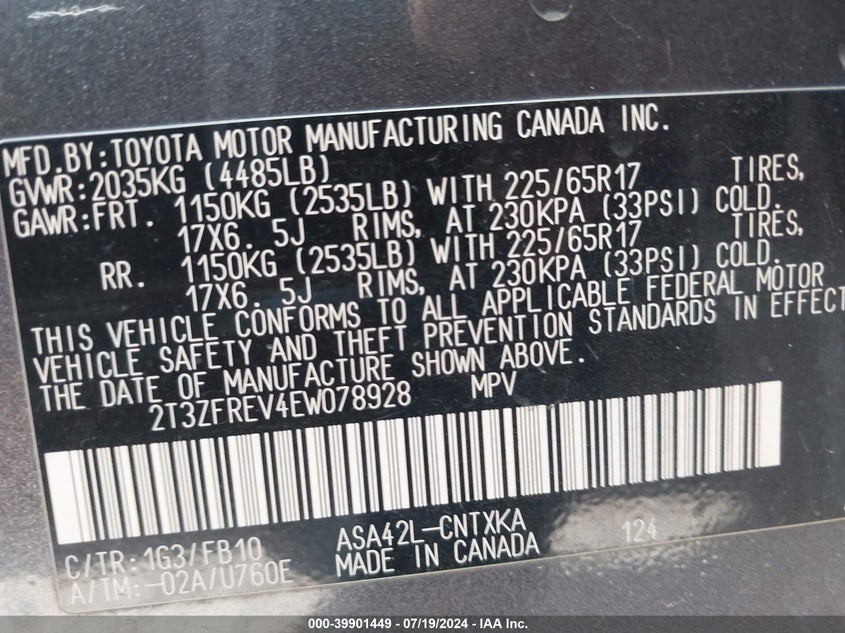 MFD.BY:TOYOTA MOTOR MANUFACTURING CANADA INC.
GVWR:2035KG (4485LB)
GAWR:FRT. 1150KG (2535LB) WITH 225/65R17 TIRES,
17X6. 5J RIMS, AT 230KPA (33PSI) COLD.
RR. 1150KG (2535LB) WITH 225/65R17 TIRES,
17X6. 5J RIMS, AT 230KPA (33PSI) COLD.
THIS VEHICLE CONFORMS TO ALL APPLICABLE FEDERAL MOTOR
VEHICLE SAFETY AND THEFT PREVENTION STANDARDS IN EFFECT
THE DATE OF MANUFACTURE SHOWN ABOVE.
2T3ZFREV4EW078928 MPV
C/TR:1G3/FB10 ASA42L-CNTXKA 124
A/TM:-02A/U760E MADE IN CANADA
000-39901449 - 07/19/2024 - IAA Inc.